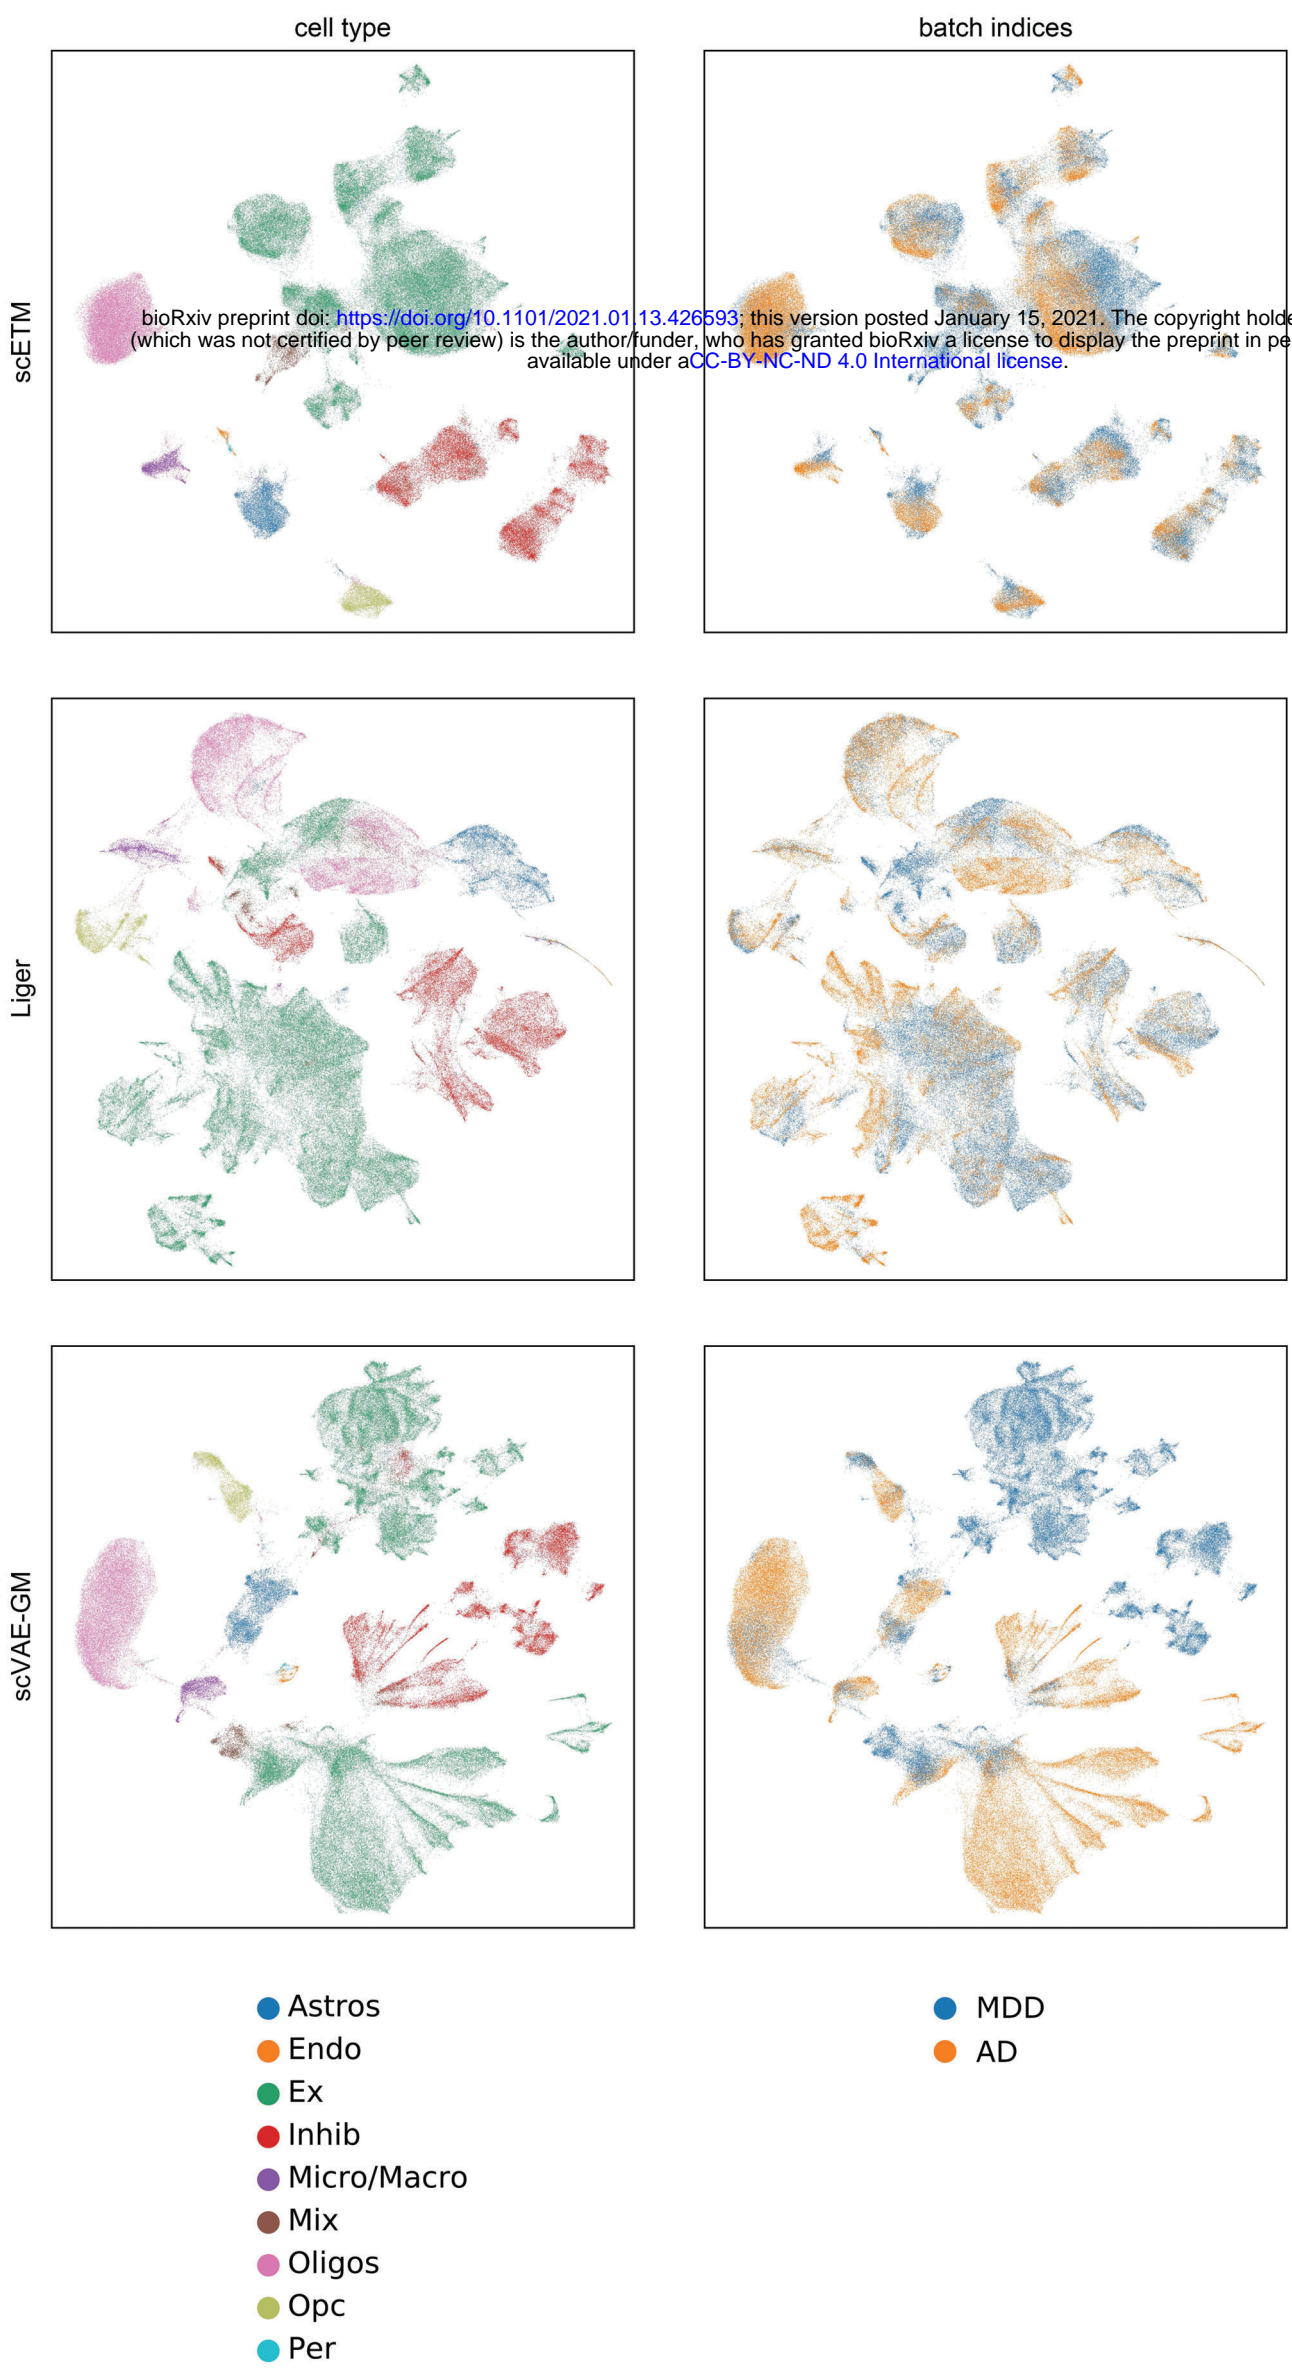 cell type
batch indices
scETM
bioRxiv preprint doi: https://doi.org/10.1101/2021.01.13.426593; this version posted January 15, 2021. The copyright holde
(which was not certified by peer review) is the author/funder, who has granted bioRxiv a license to display the preprint in pe
available under aCC-BY-NC-ND 4.0 International license.
Liger
scVAE-GM
Astros
Endo
Ex
Inhib
Micro/Macro
Mix
Oligos
Opc
Per
MDD
AD